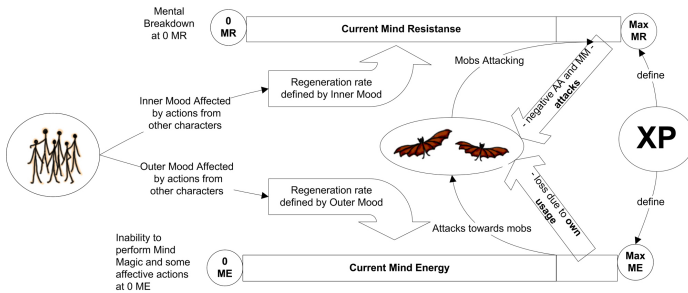 Mental
Breakdown
at 0 MR
0
MR
Current Mind Resistanse
Max
MR
Mobs Attacking
- negative AA and MM -
attacks
define
Regeneration rate
defined by Inner Mood
Inner Mood Affected
by actions from
other characters
XP
Outer Mood Affected
by actions from
other characters
Regeneration rate
defined by Outer Mood
- loss due to own
usage
define
Attacks towards mobs
Inability to
perform Mind
Magic and some
affective actions
at 0 ME
0
ME
Current Mind Energy
Max
ME